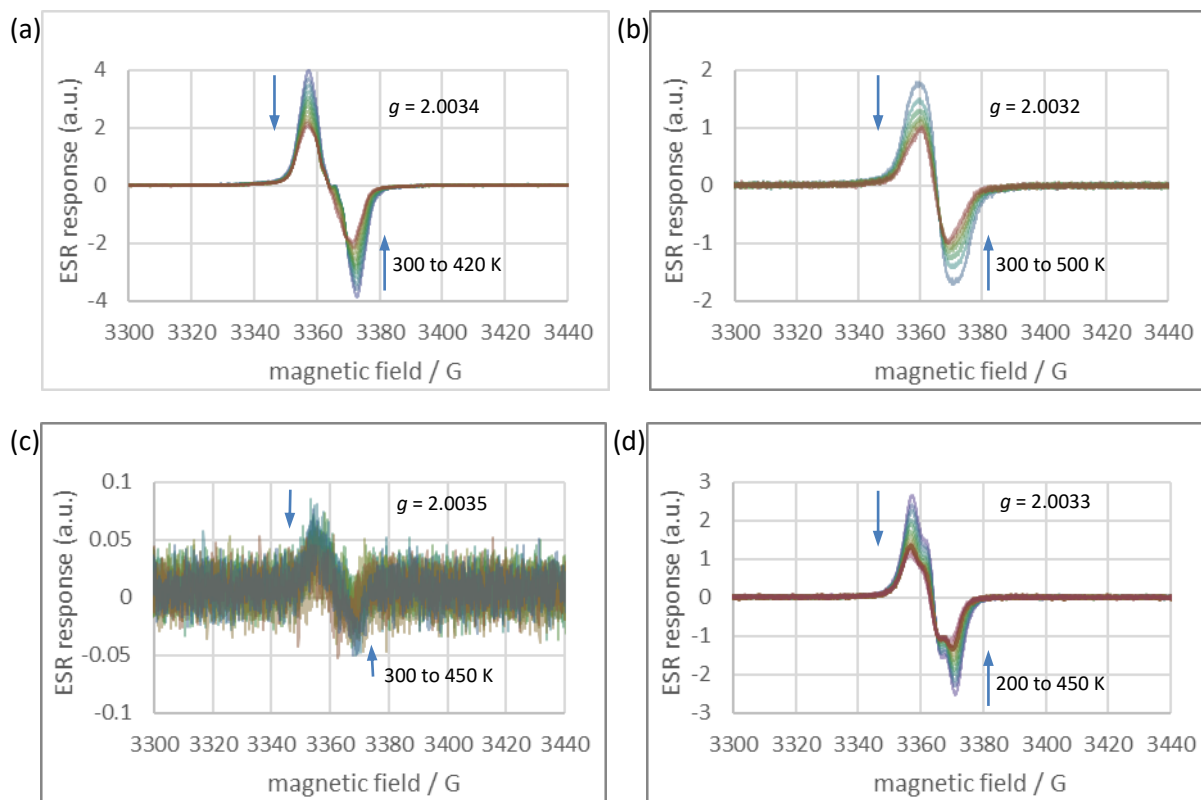 (a)
ESR response (a.u.)
4
2
0
-2
-4
g = 2.0034
300 to 420 K
3300 3320 3340 3360 3380 3400 3420 3440
magnetic field / G
(b)
ESR response (a.u.)
2
1
0
-1
-2
g = 2.0032
300 to 500 K
3300 3320 3340 3360 3380 3400 3420 3440
magnetic field / G
(c)
ESR response (a.u.)
0.1
0.05
0
-0.05
-0.1
g = 2.0035
300 to 450 K
3300 3320 3340 3360 3380 3400 3420 3440
magnetic field / G
(d)
ESR response (a.u.)
3
2
1
0
-1
-2
-3
g = 2.0033
200 to 450 K
3300 3320 3340 3360 3380 3400 3420 3440
magnetic field / G